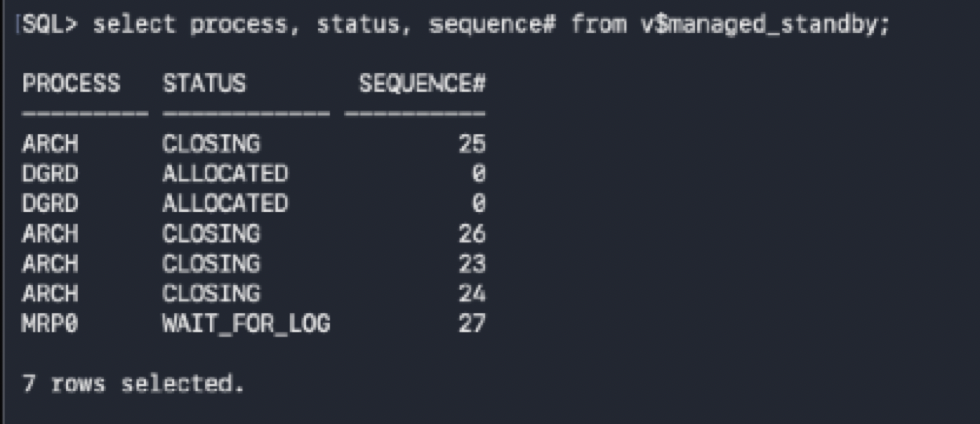 SQL> select process, status, sequence# from v$managed_standby;
PROCESS STATUS SEQUENCE#
--------- ------------ ----------
ARCH CLOSING 25
DGRD ALLOCATED 0
DGRD ALLOCATED 0
ARCH CLOSING 26
ARCH CLOSING 23
ARCH CLOSING 24
MRP0 WAIT_FOR_LOG 27
7 rows selected.